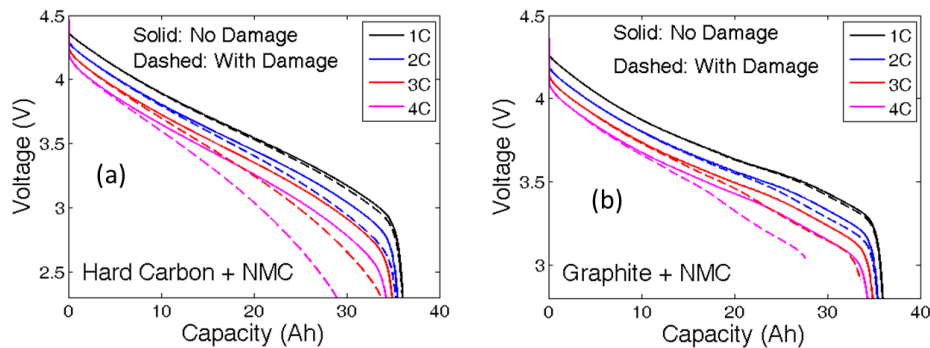 4.5
4
3.5
3
2.5
Voltage (V)
Solid: No Damage
Dashed: With Damage
1C
2C
3C
4C
(a)
Hard Carbon + NMC
0
10
20
30
40
Capacity (Ah)
4.5
4
3.5
3
Voltage (V)
Solid: No Damage
Dashed: With Damage
1C
2C
3C
4C
(b)
Graphite + NMC
0
10
20
30
40
Capacity (Ah)